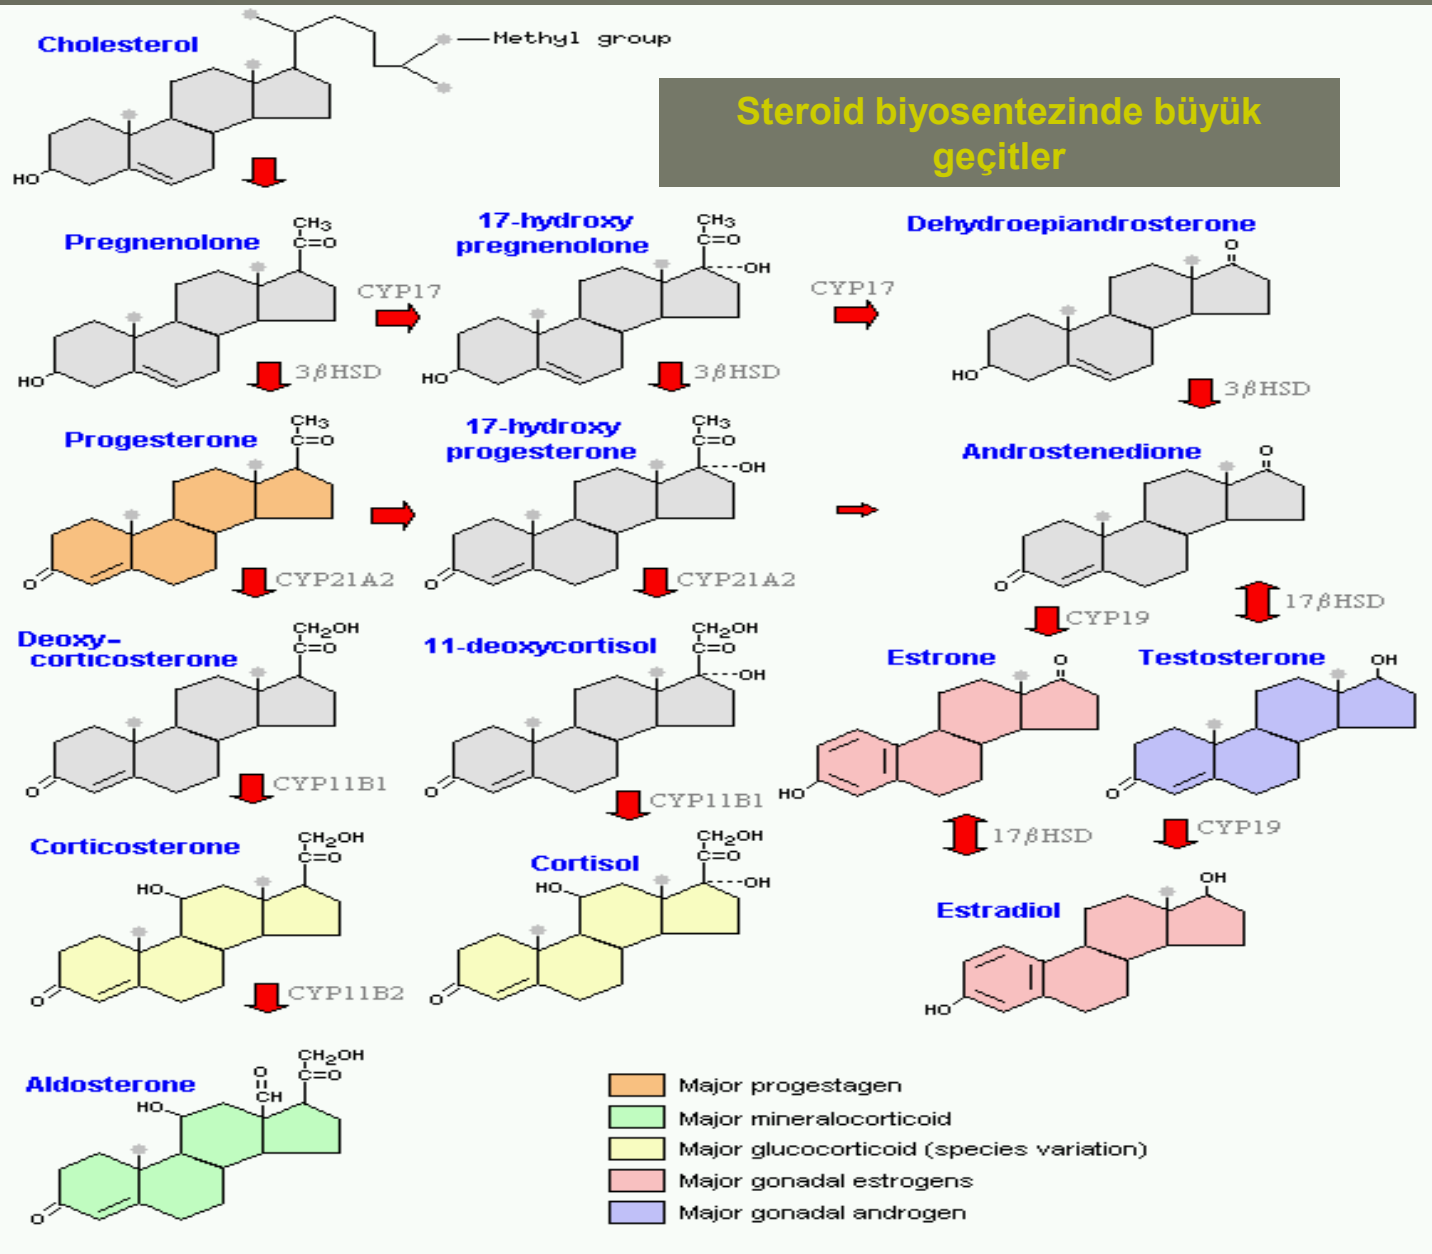 Cholesterol
Methyl group
Steroid biyosentezinde büyük
geçitler
HO
Pregnenolone
CH3
C=O
HO
CYP17
17-hydroxy
pregnenolone
CH3
C=O
OH
HO
CYP17
Dehydroepiandrosterone
O
HO
3βHSD
3βHSD
3βHSD
Progesterone
CH3
C=O
O
17-hydroxy
progesterone
CH3
C=O
OH
O
Androstenedione
O
O
CYP21A2
CYP21A2
CYP19
17βHSD
Deoxy-
corticosterone
CH2OH
C=O
O
11-deoxycortisol
CH2OH
C=O
OH
O
Estrone
O
HO
Testosterone
OH
O
CYP11B1
CYP11B1
17βHSD
CYP19
Corticosterone
CH2OH
C=O
HO
O
Cortisol
CH2OH
C=O
HO
OH
O
Estradiol
OH
HO
CYP11B2
Aldosterone
CH2OH
C=O
O
CH
HO
O
Major progestagen
Major mineralocorticoid
Major glucocorticoid (species variation)
Major gonadal estrogens
Major gonadal androgen